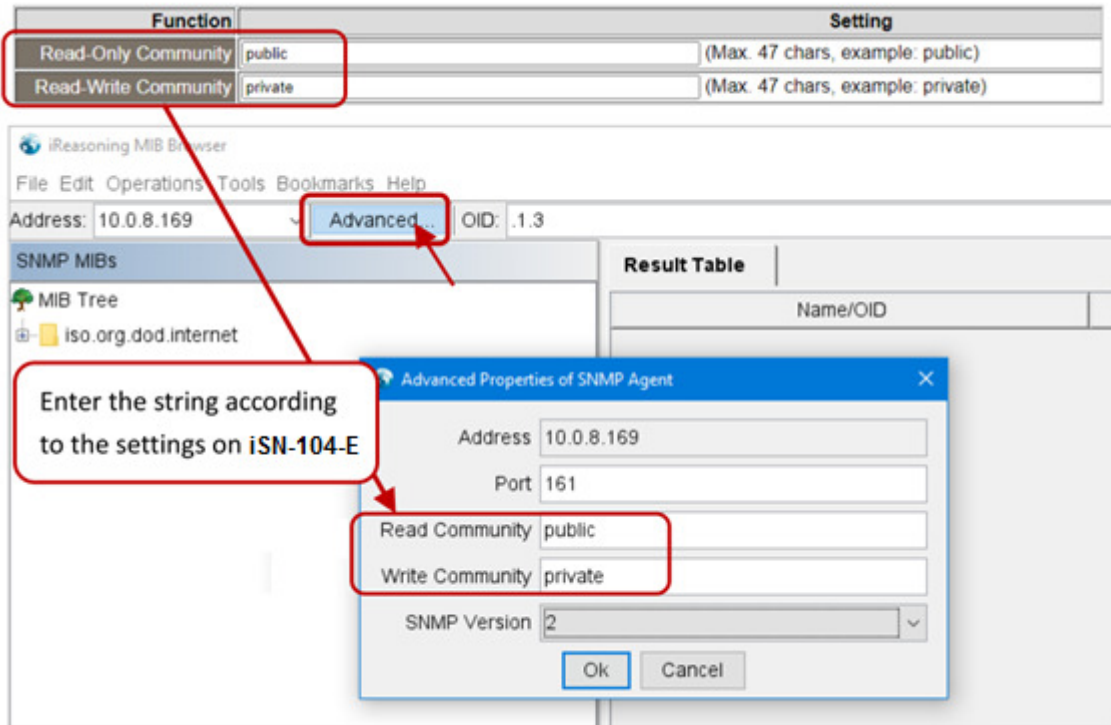 Function Setting
Read-Only Community public (Max. 47 chars, example: public)
Read-Write Community private (Max. 47 chars, example: private)
iReasoning MIB Browser
File Edit Operations Tools Bookmarks Help
Address: 10.0.8.169 Advanced... OID: .1.3
SNMP MIBs
Result Table
MIB Tree
Name/OID
iso.org.dod.internet
Enter the string according
to the settings on iSN-104-E
Advanced Properties of SNMP Agent
Address 10.0.8.169
Port 161
Read Community public
Write Community private
SNMP Version 2
Ok Cancel